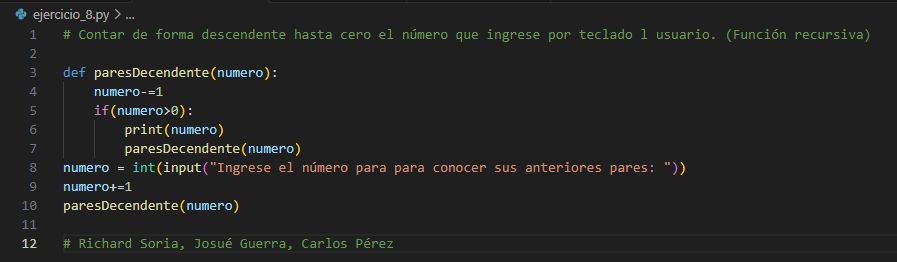 ejercicio_8.py > ...
1 # Contar de forma descendente hasta cero el número que ingrese por teclado l usuario. (Función recursiva)
2
3 def paresDecendente(numero):
4     numero-=1
5     if(numero>0):
6         print(numero)
7         paresDecendente(numero)
8 numero = int(input("Ingrese el número para para conocer sus anteriores pares: "))
9 numero+=1
10 paresDecendente(numero)
11
12 # Richard Soria, Josué Guerra, Carlos Pérez